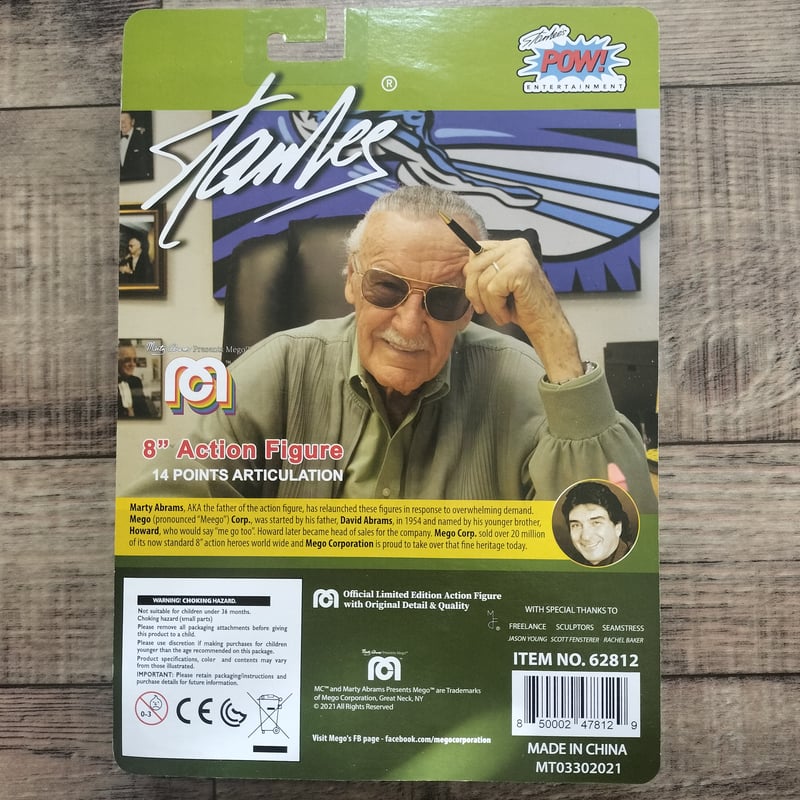 Stan Lee ®
Stan Lee's
POW!
ENTERTAINMENT
Marty Abrams Presents Mego™
8” Action Figure
14 POINTS ARTICULATION
Marty Abrams, AKA the father of the action figure, has relaunched these figures in response to overwhelming demand.
Mego (pronounced “Meego”) Corp., was started by his father, David Abrams, in 1954 and named by his younger brother,
Howard, who would say “me go too”. Howard later became head of sales for the company. Mego Corp. sold over 20 million
of its now standard 8” action heroes world wide and Mego Corporation is proud to take over that fine heritage today.
WARNING! CHOKING HAZARD.
Not suitable for children under 36 months.
Choking hazard (small parts)
Please remove all packaging attachments before giving
this product to a child.
Please use discretion if making purchases for children
younger than the age recommended on this package.
Product specifications, color and contents may vary
from those illustrated.
IMPORTANT: Please retain packaging/instructions and
purchase details for future information.
0-3
CE
Official Limited Edition Action Figure
with Original Detail & Quality
Marty Abrams Presents Mego™
MC™ and Marty Abrams Presents Mego™ are Trademarks
of Mego Corporation, Great Neck, NY
© 2021 All Rights Reserved
Visit Mego's FB page - facebook.com/megocorporation
WITH SPECIAL THANKS TO
FREELANCE SCULPTORS SEAMSTRESS
JASON YOUNG SCOTT FENSTERER RACHEL BAKER
ITEM NO. 62812
8 50002 47812 9
MADE IN CHINA
MT03302021